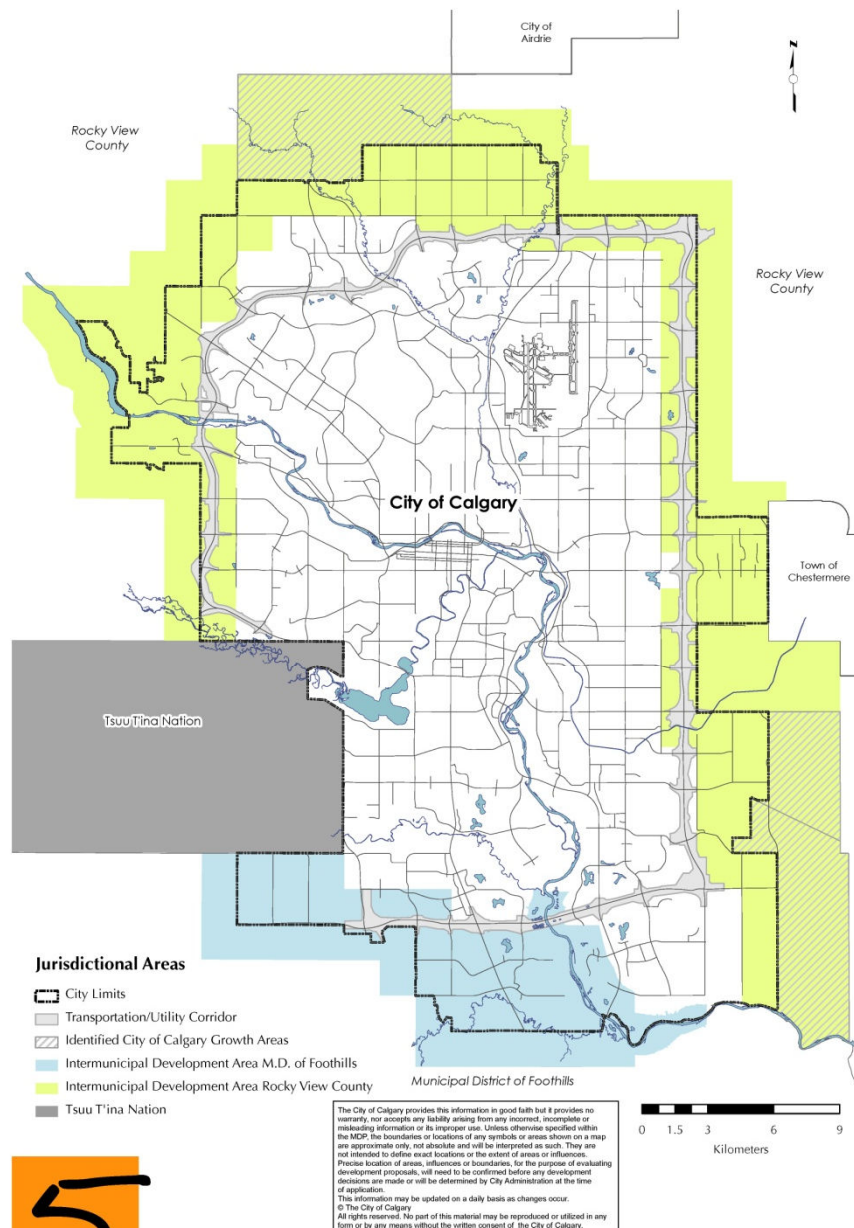 City of
Airdrie
N
Rocky View
County
Rocky View
County
City of Calgary
Town of
Chestermere
Tsuu T'ina Nation
Jurisdictional Areas
City Limits
Transportation/Utility Corridor
Identified City of Calgary Growth Areas
Intermunicipal Development Area M.D. of Foothills
Intermunicipal Development Area Rocky View County
Tsuu T'ina Nation
Municipal District of Foothills
0 1.5 3 6 9
Kilometers
The City of Calgary provides this information in good faith but it provides no
warranty, nor accepts any liability arising from any incorrect, incomplete or
misleading information or its improper use. Unless otherwise specified within
the MDP, the boundaries or locations of any symbols or areas shown on a map
are approximate only, not absolute and will be interpreted as such. They are
not intended to define exact locations or the extent of areas or influences.
Precise location of areas, influences or boundaries, for the purpose of evaluating
development proposals, will need to be confirmed before any development
decisions are made or will be determined by City Administration at the time
of application.
This information may be updated on a daily basis as changes occur.
© The City of Calgary
All rights reserved. No part of this material may be reproduced or utilized in any
form or by any means without the written consent of the City of Calgary.
5